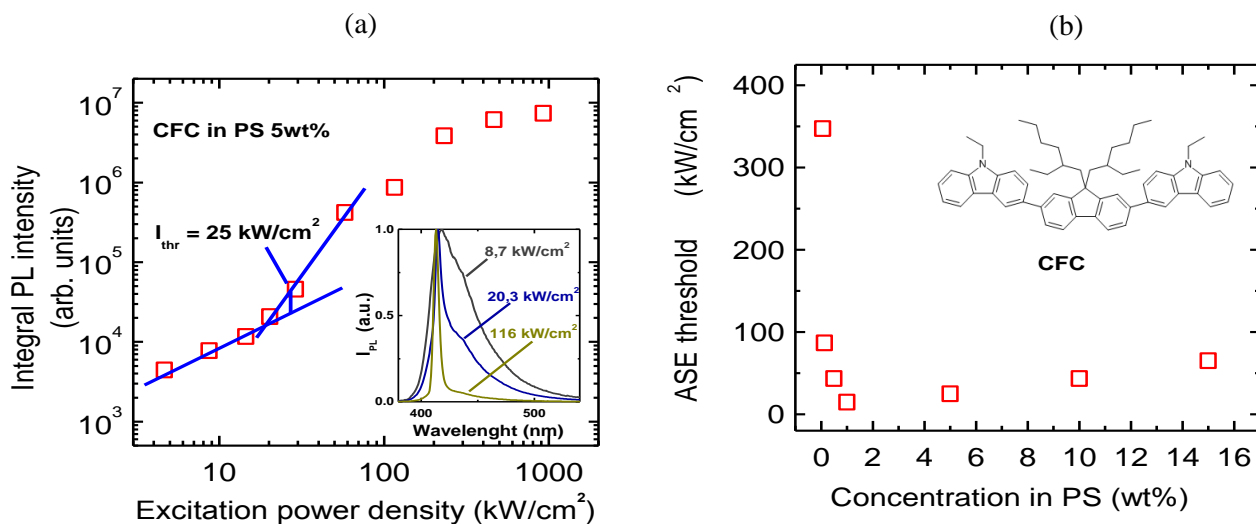 (a)
Integral PL intensity
(arb. units)
10⁷
10⁶
10⁵
10⁴
10³
CFC in PS 5wt%
I_thr = 25 kW/cm²
10
100
1000
Excitation power density (kW/cm²)
I_PL (a.u.)
1.0
0.5
0.0
8,7 kW/cm²
20,3 kW/cm²
116 kW/cm²
400
500
Wavelenght (nm)
(b)
ASE threshold (kW/cm²)
400
300
200
100
0
N
N
CFC
0
2
4
6
8
10
12
14
16
Concentration in PS (wt%)